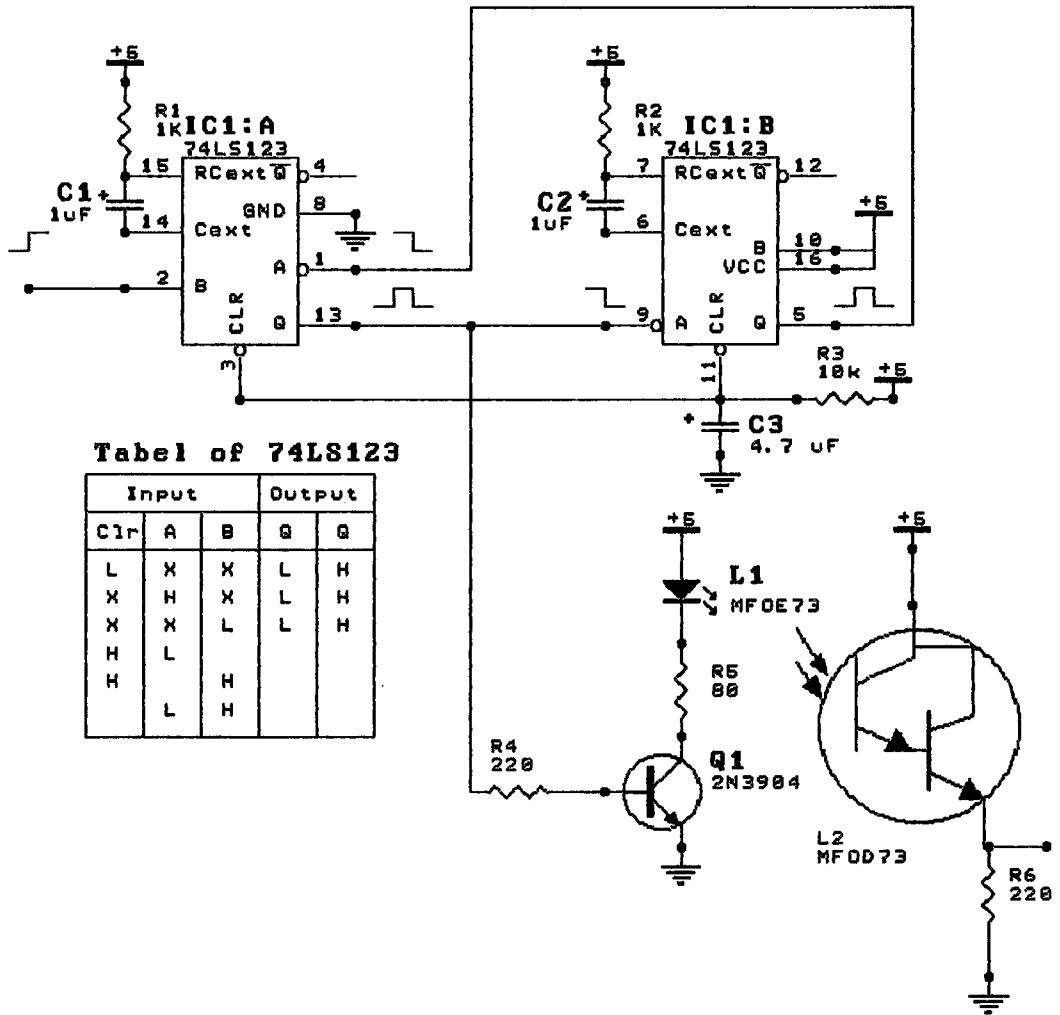 +5
R1
1K
IC1:A
74LS123
15
RCext
Q
4
C1
+
1uF
GND
8
14
Cext
A
1
2
B
CLR
Q
13
3
+5
R2
1K
IC1:B
74LS123
7
RCext
Q
12
C2
+
1uF
+5
6
Cext
B
10
VCC
16
9
A
CLR
Q
5
11
R3
10k
+5
+
C3
4.7 uF
Tabel of 74LS123
Input Output
Clr A B Q Q
L X X L H
X H X L H
X X L L H
H L
H H
L H
+5
L1
MFOE73
R5
80
R4
220
Q1
2N3904
+5
L2
MFOD73
R6
220